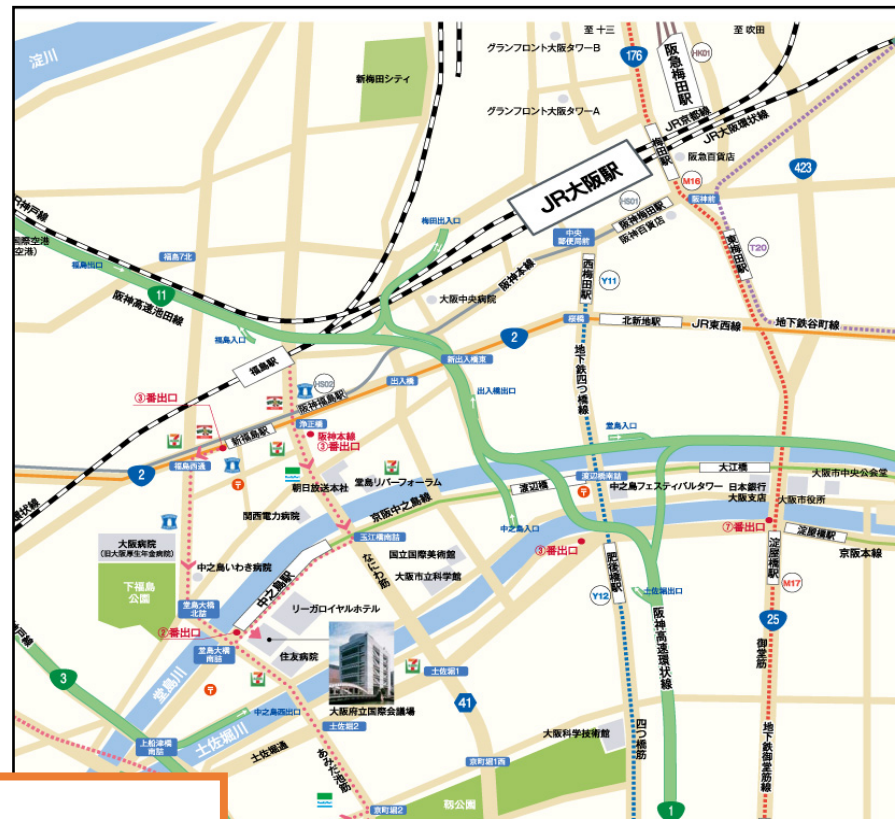 至 十三
至 吹田
グランフロント大阪タワーB
176
HK01
阪急梅田駅
淀川
新梅田シティ
グランフロント大阪タワーA
JR京都線
JR大阪環状線
梅田駅
阪急百貨店
423
JR大阪駅
M16
HS01
阪神梅田駅
阪神前
阪神百貨店
JR神戸線
国際空港
空港)
梅田出入口
中央
郵便局前
東梅田駅
T20
福島7北
福島出口
11
阪神高速池田線
阪神本線
西梅田駅
Y11
大阪中央病院
桜橋
北新地駅
JR東西線
地下鉄谷町線
福島入口
2
新出入橋東
福島駅
HS02
阪神福島駅
出入橋
出入橋出口
地下鉄四つ橋線
③番出口
浄正橋
新福島駅
阪神本線
③番出口
堂島入口
2
福島西通
大江橋
朝日放送本社
堂島リバーフォーラム
渡辺橋
渡辺橋南詰
中之島フェスティバルタワー
日本銀行
大阪支店
大阪市中央公会堂
大阪市役所
環状線
関西電力病院
京阪中之島線
中之島入口
⑦番出口
淀屋橋駅
大阪病院
(旧大阪厚生年金病院)
玉江橋南詰
③番出口
京阪本線
中之島いわき病院
国立国際美術館
なにわ筋
大阪市立科学館
肥後橋駅
淀屋橋駅
下福島
公園
中之島駅
Y12
土佐堀出口
M17
堂島大橋
北詰
リーガロイヤルホテル
阪神高速環状線
25
②番出口
堂島大橋
南詰
住友病院
御堂筋
神戸線
3
堂島川
土佐堀1
大阪府立国際会議場
41
中之島西出口
土佐堀2
上船津橋
南詰
土佐堀川
土佐堀通
大阪科学技術館
四つ橋筋
地下鉄御堂筋線
あみだ池筋
京町堀1西
京町堀2
靱公園
1